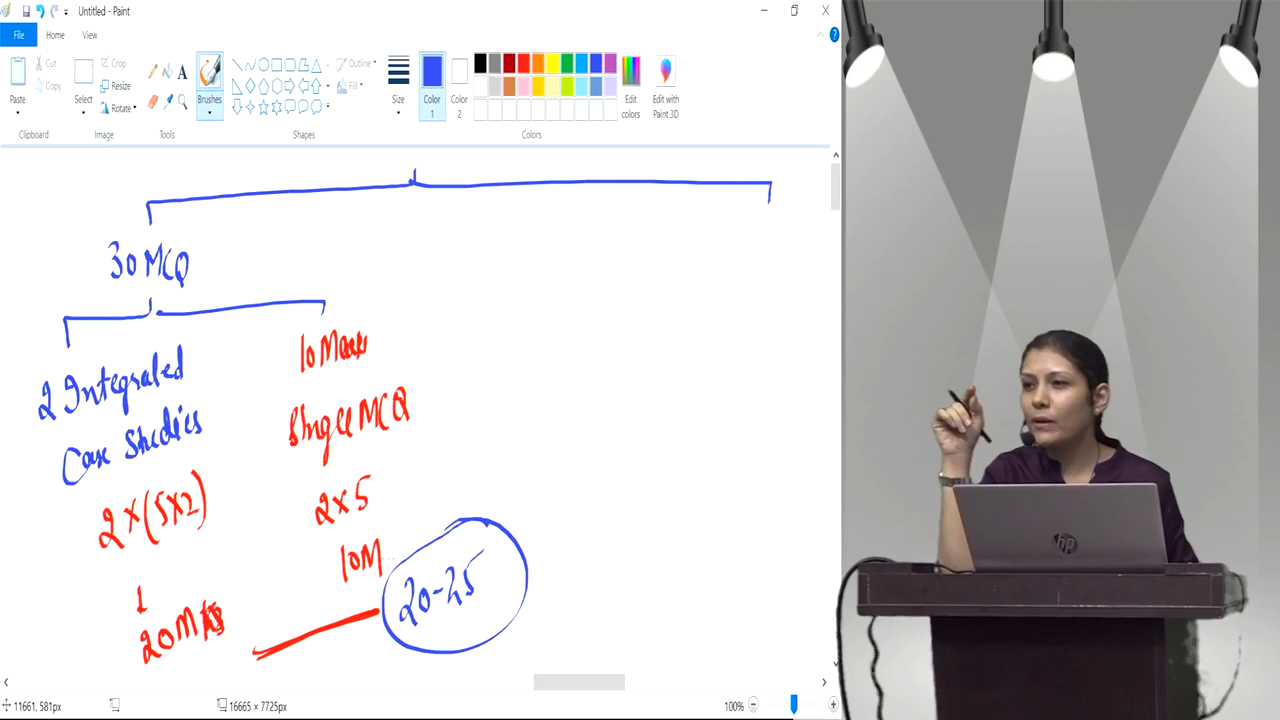 Untitled - Paint
File
Home
View
Paste
Cut
Copy
Clipboard
Select
Crop
Resize
Rotate
Image
Tools
Brushes
Shapes
Outline
Fill
Size
Color 1
Color 2
Colors
Edit colors
Edit with Paint 3D
30 MCQ
2 Integrated
Case Studies
2 × (5×2)
20 M
10 Marks
Single MCQ
2 × 5
10M
20-25
hp
11661, 581px
16665 × 7725px
100%